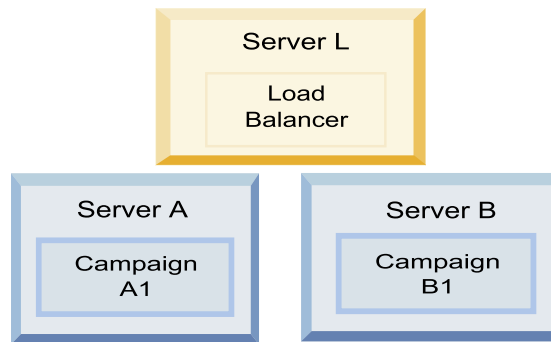 Server L
Load
Balancer
Server A
Campaign
A1
Server B
Campaign
B1